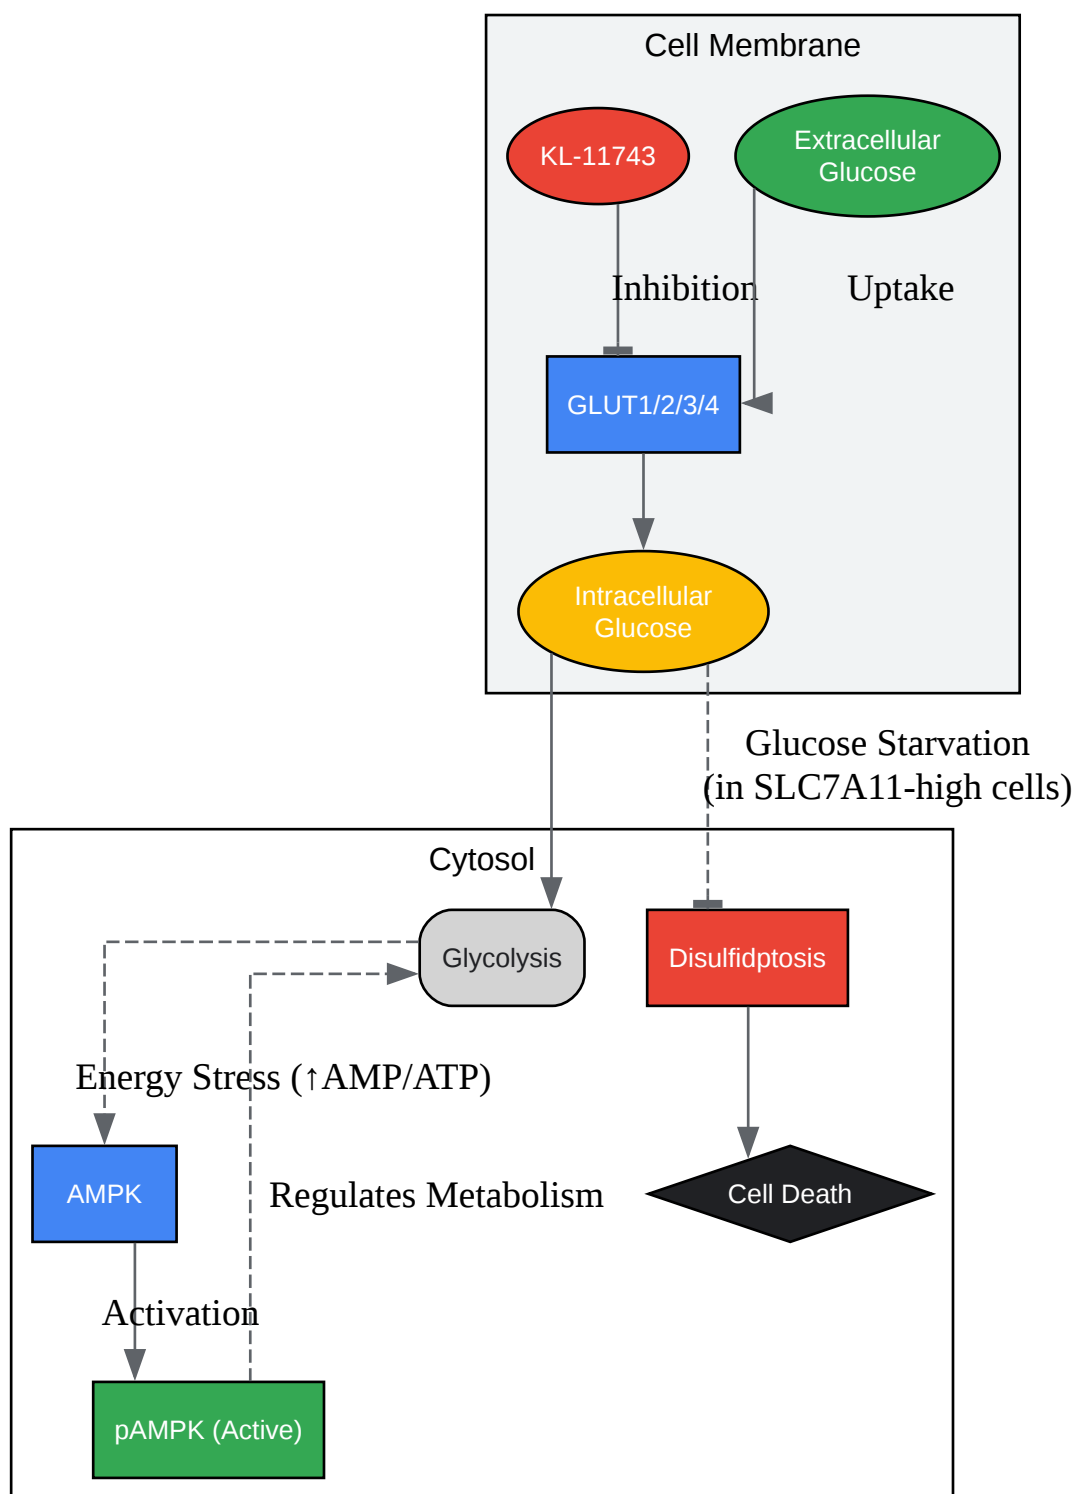 Cell Membrane
KL-11743
Extracellular
Glucose
Inhibition
Uptake
GLUT1/2/3/4
Intracellular
Glucose
Glucose Starvation
(in SLC7A11-high cells)
Cytosol
Glycolysis
Disulfidptosis
Energy Stress (↑AMP/ATP)
AMPK
Regulates Metabolism
Cell Death
Activation
pAMPK (Active)